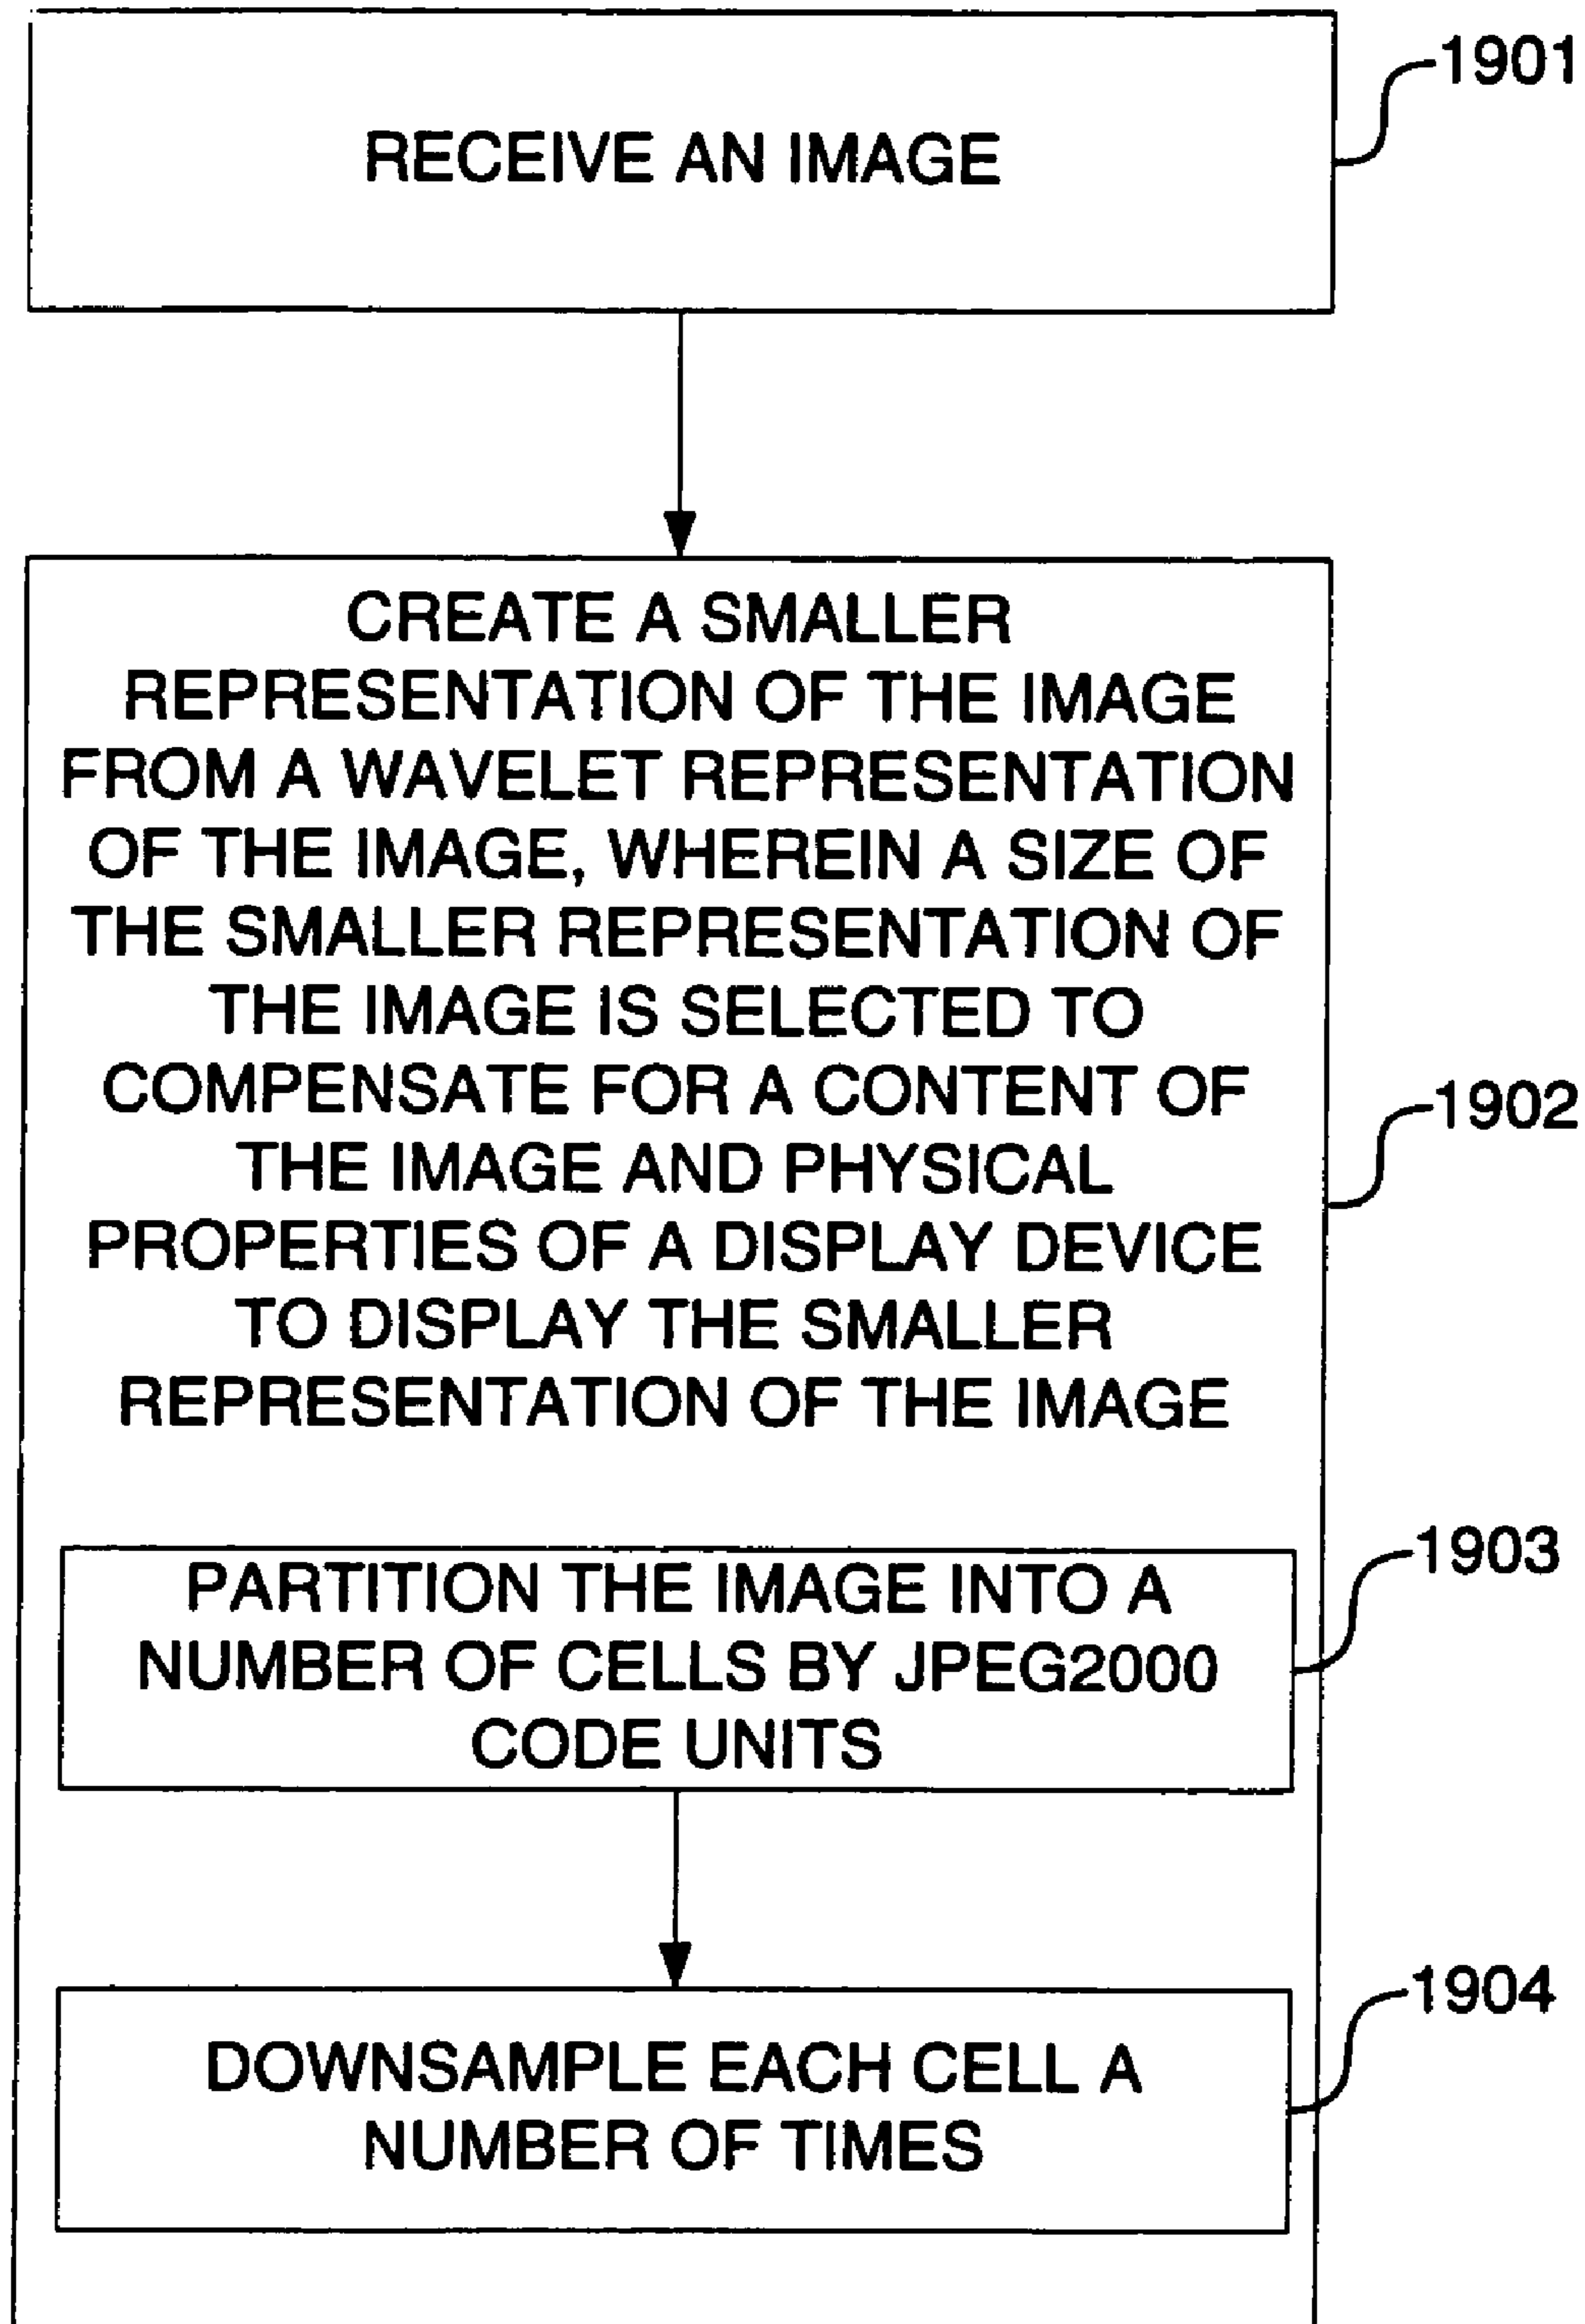 1901
RECEIVE AN IMAGE
CREATE A SMALLER
REPRESENTATION OF THE IMAGE
FROM A WAVELET REPRESENTATION
OF THE IMAGE, WHEREIN A SIZE OF
THE SMALLER REPRESENTATION OF
THE IMAGE IS SELECTED TO
COMPENSATE FOR A CONTENT OF
THE IMAGE AND PHYSICAL
PROPERTIES OF A DISPLAY DEVICE
TO DISPLAY THE SMALLER
REPRESENTATION OF THE IMAGE
1902
1903
PARTITION THE IMAGE INTO A
NUMBER OF CELLS BY JPEG2000
CODE UNITS
1904
DOWNSAMPLE EACH CELL A
NUMBER OF TIMES